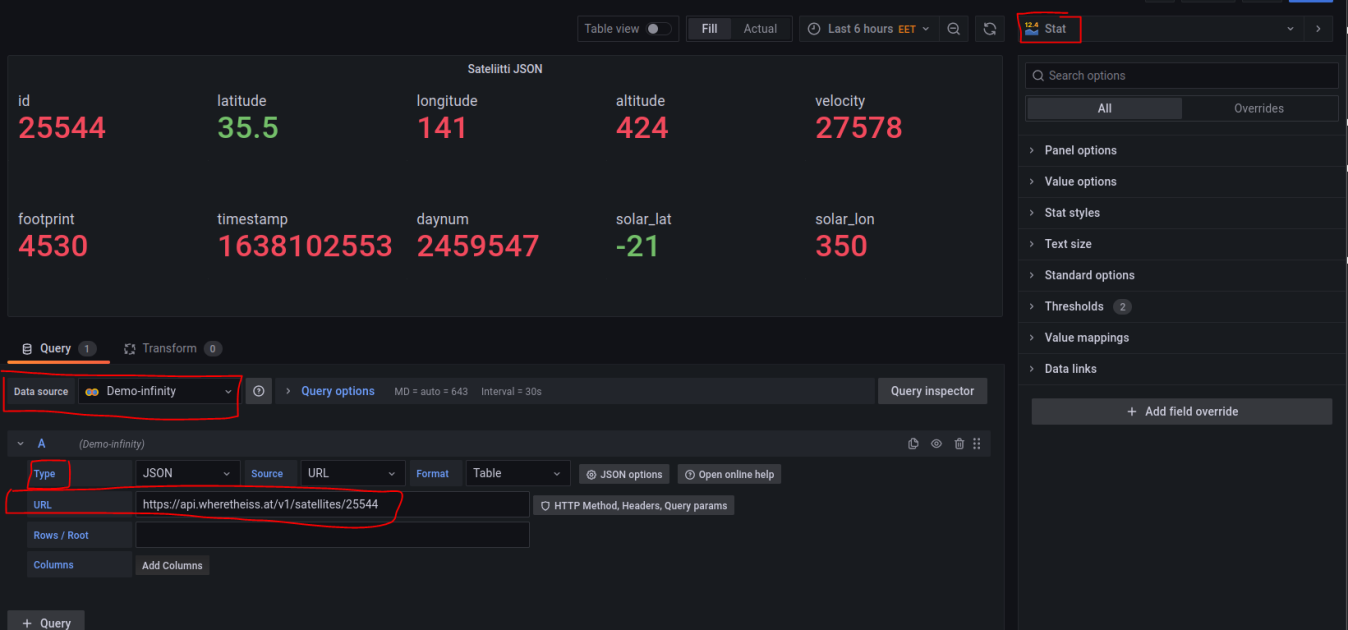 Table view Fill Actual Last 6 hours EET 12.4 Stat
Sateliitti JSON
Search options
All Overrides
id latitude longitude altitude velocity
25544 35.5 141 424 27578
Panel options
Value options
Stat styles
footprint timestamp daynum solar_lat solar_lon
4530 1638102553 2459547 -21 350
Text size
Standard options
Thresholds 2
Value mappings
Data links
Query 1 Transform 0
Data source Demo-infinity Query options MD = auto = 643 Interval = 30s Query inspector
+ Add field override
A (Demo-infinity)
Type JSON Source URL Format Table JSON options Open online help
URL https://api.wheretheiss.at/v1/satellites/25544 HTTP Method, Headers, Query params
Rows / Root
Columns Add Columns
+ Query